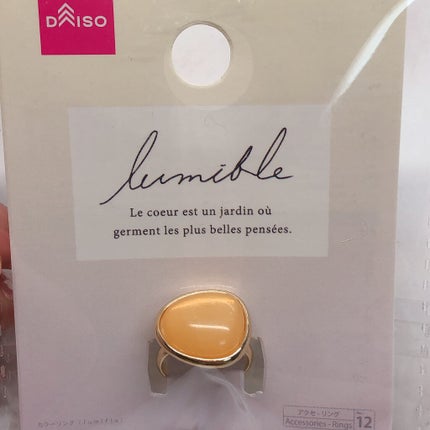 DAISO
lumible
Le coeur est un jardin où
germent les plus belles pensées.
アクセ-リング
Accessories-Rings
No.
12